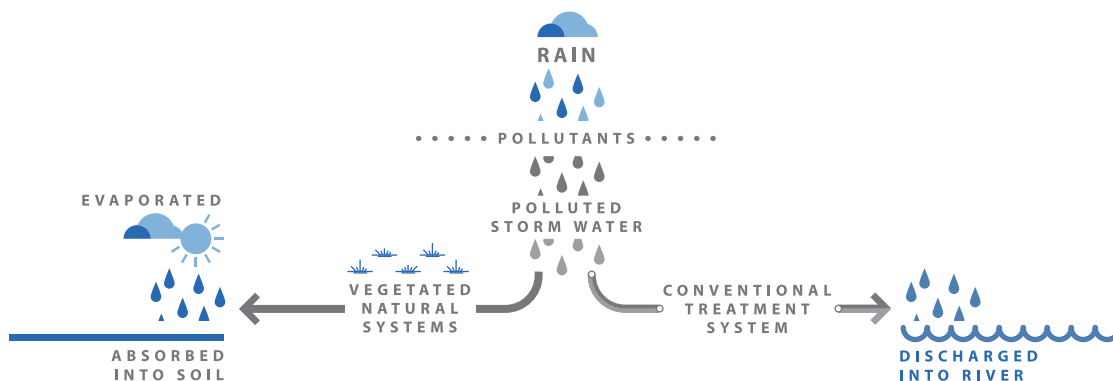 RAIN
POLLUTANTS
POLLUTED
STORM WATER
EVAPORATED
VEGETATED
NATURAL
SYSTEMS
CONVENTIONAL
TREATMENT
SYSTEM
ABSORBED
INTO SOIL
DISCHARGED
INTO RIVER